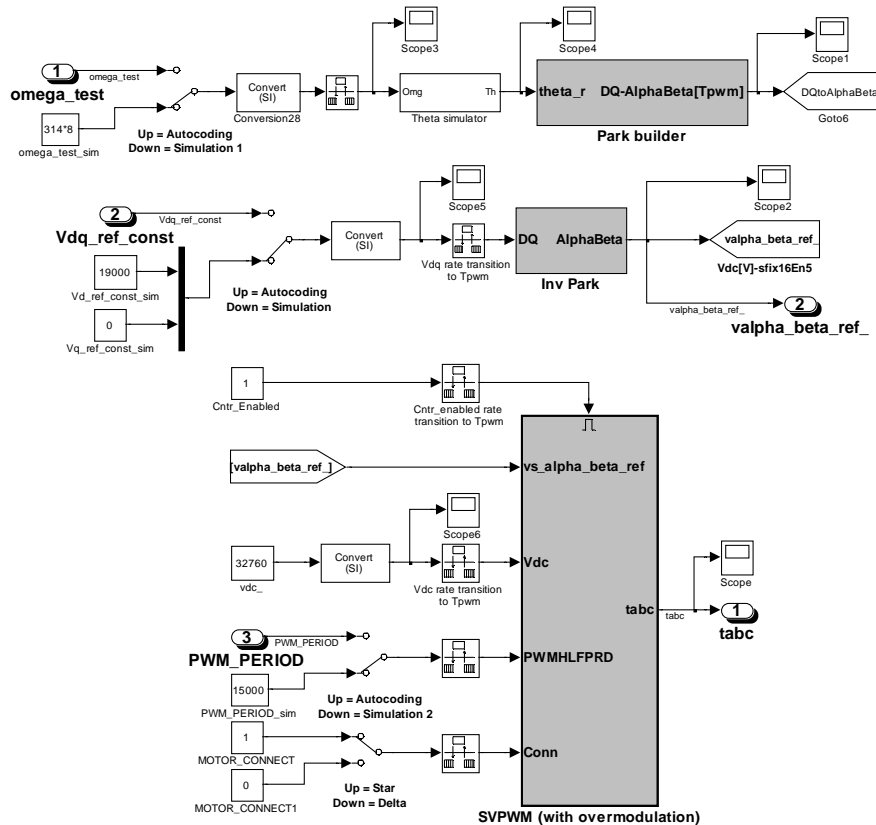 Scope3
Scope4
Scope1
1
omega_test
omega_test
Convert
(SI)
Conversion28
Omg
Th
Theta simulator
theta_r
DQ-AlphaBeta[Tpwm]
Park builder
DQtoAlphaBeta
Goto6
314*8
omega_test_sim
Up = Autocoding
Down = Simulation 1
2
Vdq_ref_const
Vdq_ref_const
Scope5
Scope2
Convert
(SI)
Vdq rate transition
to Tpwm
DQ
AlphaBeta
Inv Park
valpha_beta_ref_
Vdc[V]-sfix16En5
19000
Vd_ref_const_sim
Up = Autocoding
Down = Simulation
0
Vq_ref_const_sim
valpha_beta_ref_
2
valpha_beta_ref_
1
Cntr_Enabled
Cntr_enabled rate
transition to Tpwm
[valpha_beta_ref_]
vs_alpha_beta_ref
Scope6
32760
vdc_
Convert
(SI)
Vdc rate transition
to Tpwm
Vdc
Scope
tabc
tabc
1
tabc
3
PWM_PERIOD
PWM_PERIOD
PWMHLFPRD
15000
PWM_PERIOD_sim
Up = Autocoding
Down = Simulation 2
1
MOTOR_CONNECT
Conn
0
MOTOR_CONNECT1
Up = Star
Down = Delta
SVPWM (with overmodulation)